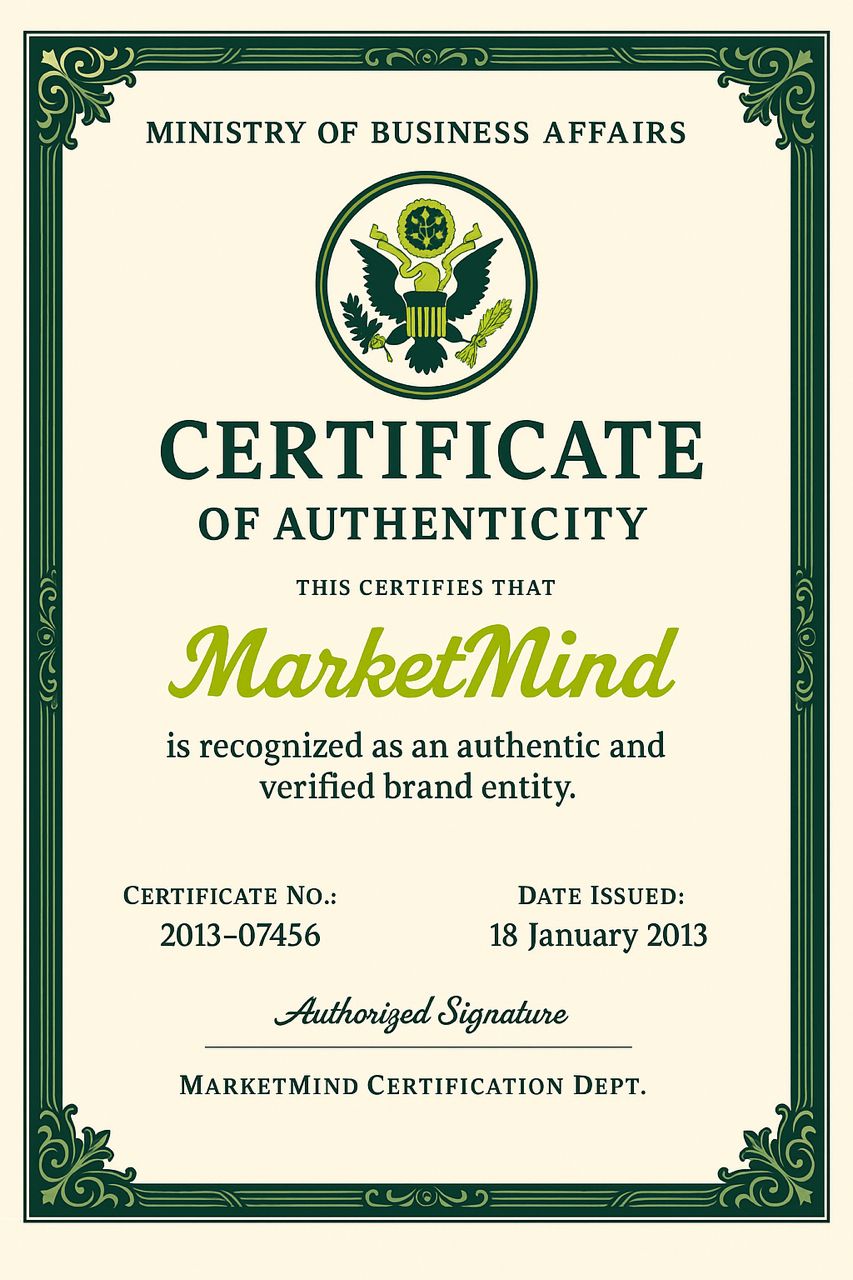 MINISTRY OF BUSINESS AFFAIRS
CERTIFICATE
OF AUTHENTICITY
THIS CERTIFIES THAT
MarketMind
is recognized as an authentic and
verified brand entity.
CERTIFICATE NO.: DATE ISSUED:
2013–07456 18 January 2013
Authorized Signature
MARKETMIND CERTIFICATION DEPT.